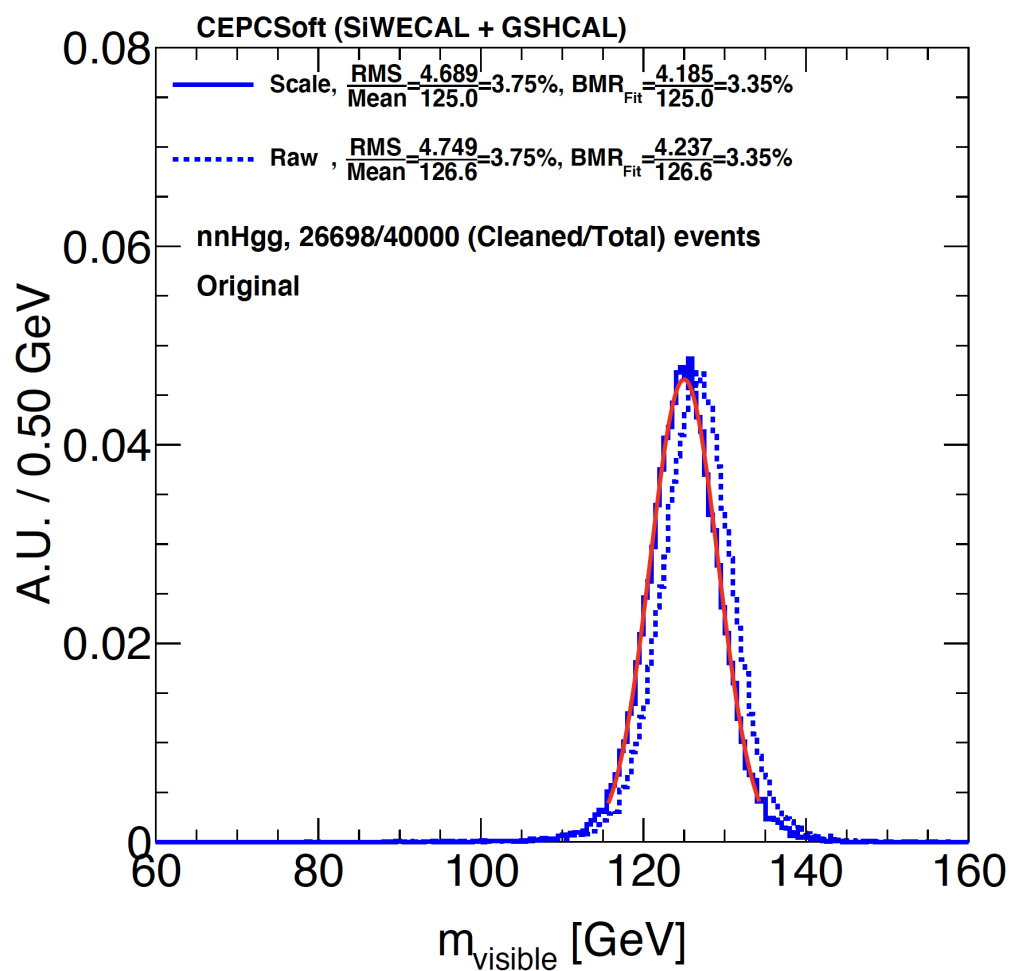 CEPCSoft (SiWECAL + GSHCAL)
Scale, RMS/Mean=4.689/125.0=3.75%, BMR_Fit=4.185/125.0=3.35%
Raw , RMS/Mean=4.749/126.6=3.75%, BMR_Fit=4.237/126.6=3.35%
nnHgg, 26698/40000 (Cleaned/Total) events
Original
A.U. / 0.50 GeV
0.08
0.06
0.04
0.02
0
60 80 100 120 140 160
m_visible [GeV]